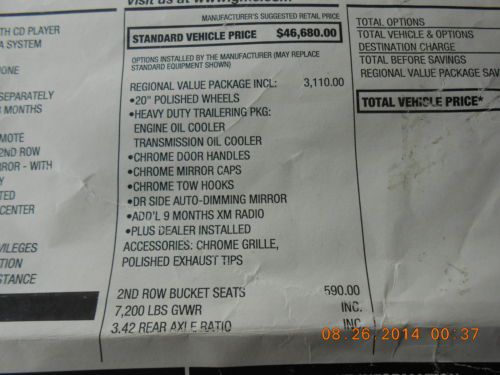 MANUFACTURER'S SUGGESTED RETAIL PRICE
STANDARD VEHICLE PRICE $46,680.00
OPTIONS INSTALLED BY THE MANUFACTURER (MAY REPLACE
STANDARD EQUIPMENT SHOWN)
REGIONAL VALUE PACKAGE INCL: 3,110.00
•20" POLISHED WHEELS
•HEAVY DUTY TRAILERING PKG:
ENGINE OIL COOLER
TRANSMISSION OIL COOLER
•CHROME DOOR HANDLES
•CHROME MIRROR CAPS
•CHROME TOW HOOKS
•DR SIDE AUTO-DIMMING MIRROR
•ADD'L 9 MONTHS XM RADIO
•PLUS DEALER INSTALLED
ACCESSORIES: CHROME GRILLE,
POLISHED EXHAUST TIPS
2ND ROW BUCKET SEATS 590.00
7,200 LBS GVWR INC.
3.42 REAR AXLE RATIO INC.
TH CD PLAYER
A SYSTEM
ONE
SEPARATELY
MONTHS
MOTE
2ND ROW
ROR - WITH
CENTER
VILEGES
TION
STANCE
TOTAL OPTIONS
TOTAL VEHICLE & OPTIONS
DESTINATION CHARGE
TOTAL BEFORE SAVINGS
REGIONAL VALUE PACKAGE SAV
TOTAL VEHICLE PRICE*
08.26.2014 00:37